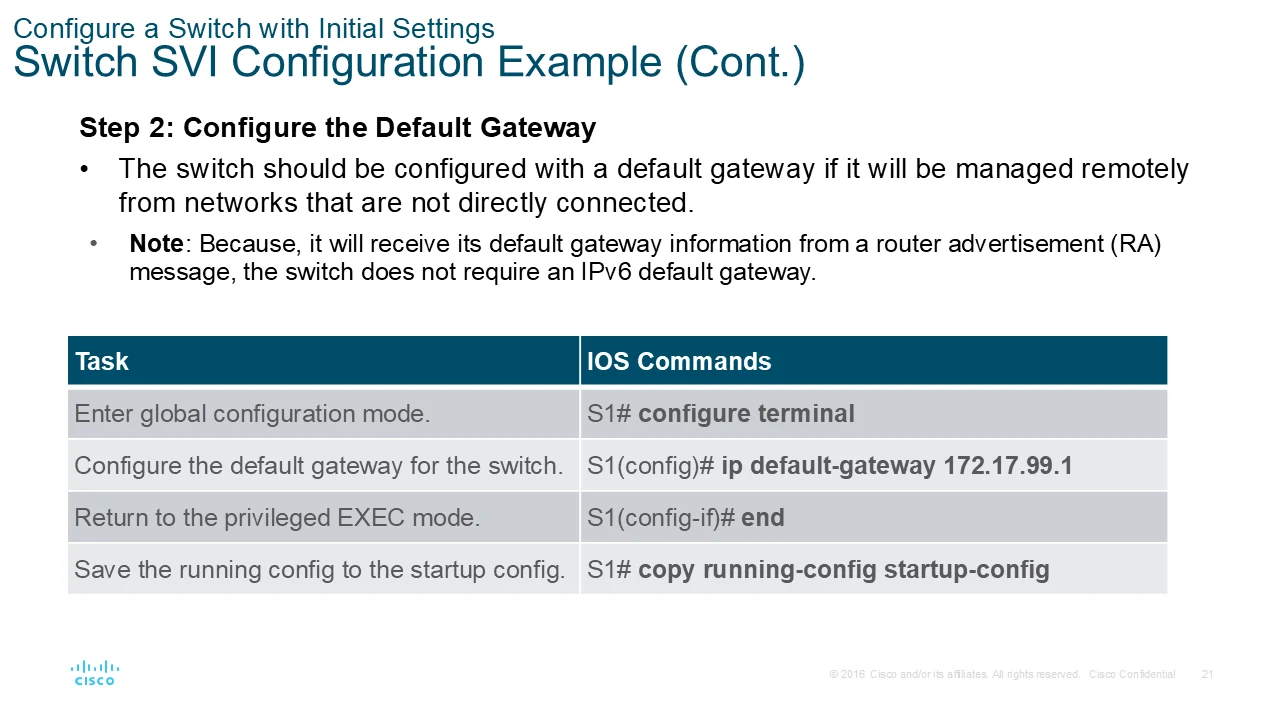 Configure a Switch with Initial Settings
Switch SVI Configuration Example (Cont.)
Step 2: Configure the Default Gateway
• The switch should be configured with a default gateway if it will be managed remotely
from networks that are not directly connected.
• Note: Because, it will receive its default gateway information from a router advertisement (RA)
message, the switch does not require an IPv6 default gateway.
Task IOS Commands
Enter global configuration mode. S1# configure terminal
Configure the default gateway for the switch. S1(config)# ip default-gateway 172.17.99.1
Return to the privileged EXEC mode. S1(config-if)# end
Save the running config to the startup config. S1# copy running-config startup-config
CISCO © 2016 Cisco and/or its affiliates. All rights reserved. Cisco Confidential 21